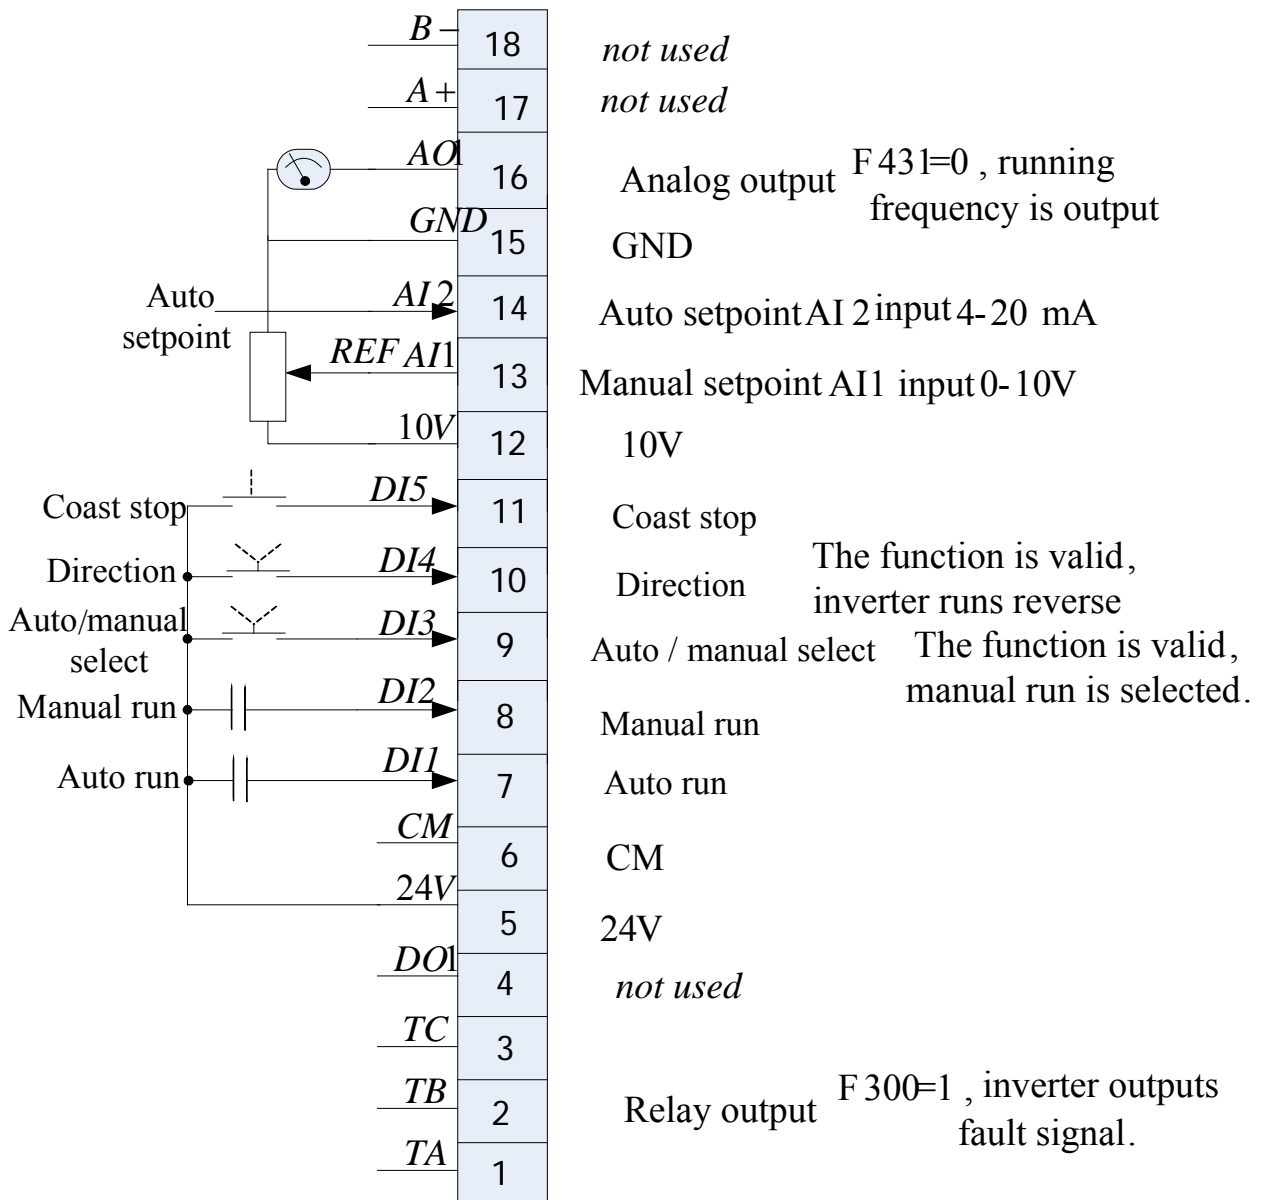 B − 18 not used
A+ 17 not used
AO1 16 Analog output F431=0 , running
frequency is output
GND 15 GND
Auto
setpoint
AI2 14 Auto setpoint AI 2 input 4-20 mA
REF AI1 13 Manual setpoint AI1 input 0-10V
10V 12 10V
Coast stop DI5 11 Coast stop
Direction DI4 10 Direction The function is valid,
inverter runs reverse
Auto/manual
select
DI3 9 Auto / manual select The function is valid,
manual run is selected.
Manual run DI2 8 Manual run
Auto run DI1 7 Auto run
CM 6 CM
24V 5 24V
DO1 4 not used
TC 3
TB 2 Relay output F300=1 , inverter outputs
fault signal.
TA 1